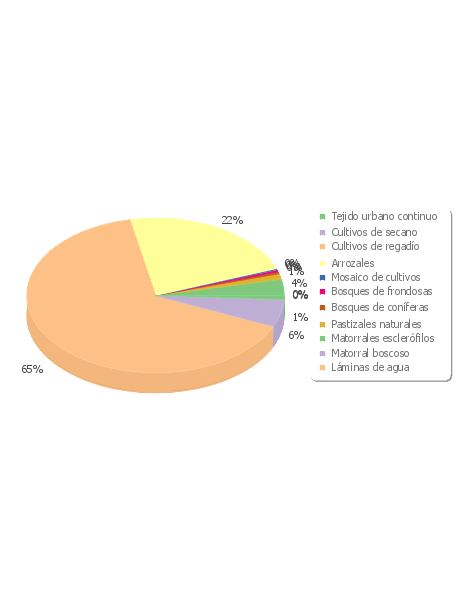 22%
0%
1%
4%
0%
1%
6%
65%
Tejido urbano continuo
Cultivos de secano
Cultivos de regadío
Arrozales
Mosaico de cultivos
Bosques de frondosas
Bosques de coníferas
Pastizales naturales
Matorrales esclerófilos
Matorral boscoso
Láminas de agua